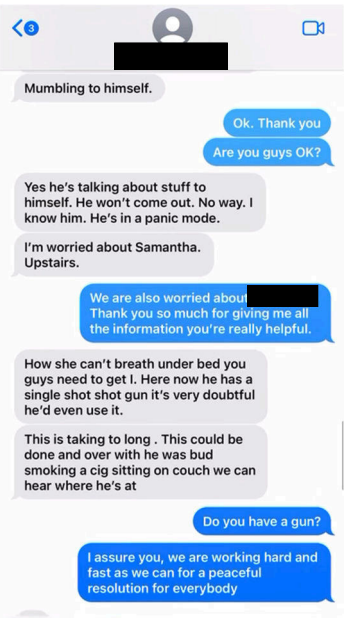 3
Mumbling to himself.
Ok. Thank you
Are you guys OK?
Yes he's talking about stuff to
himself. He won't come out. No way. I
know him. He's in a panic mode.
I'm worried about Samantha.
Upstairs.
We are also worried about
Thank you so much for giving me all
the information you're really helpful.
How she can't breath under bed you
guys need to get I. Here now he has a
single shot shot gun it's very doubtful
he'd even use it.
This is taking to long . This could be
done and over with he was bud
smoking a cig sitting on couch we can
hear where he's at
Do you have a gun?
I assure you, we are working hard and
fast as we can for a peaceful
resolution for everybody